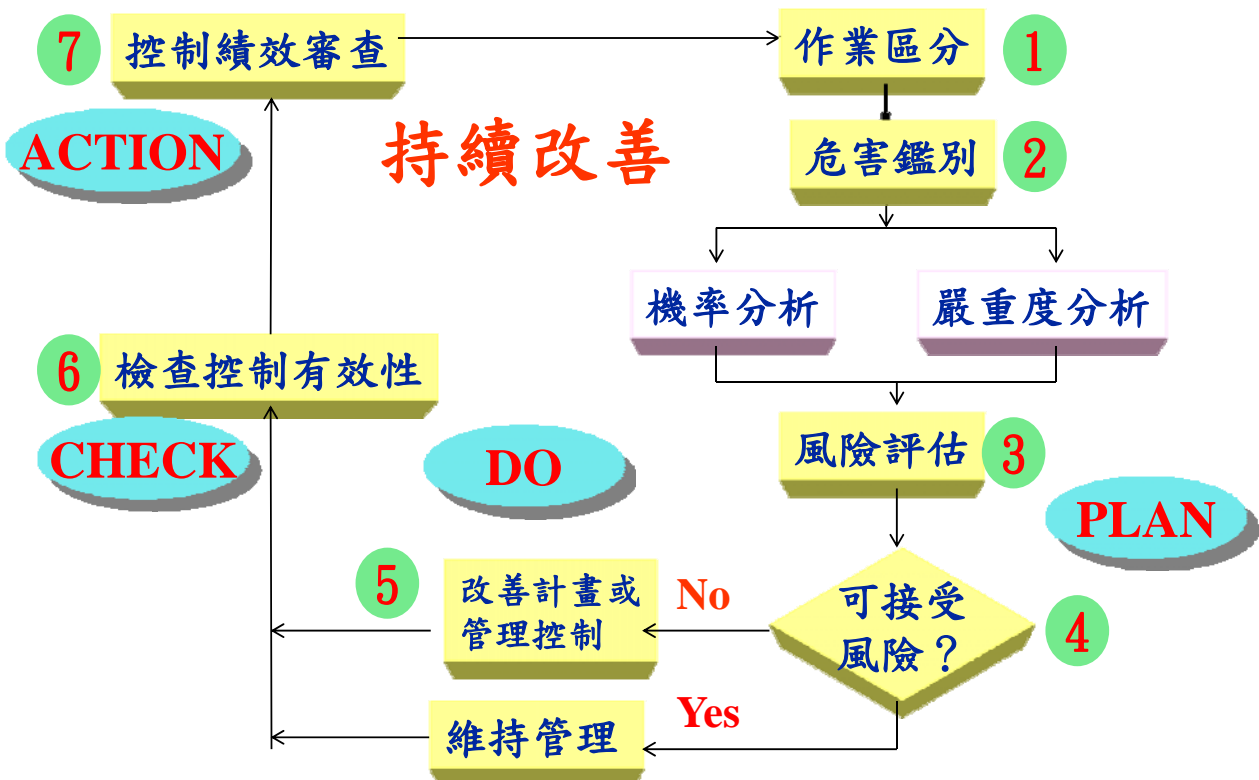 7
控制績效審查
作業區分
1
ACTION
持續改善
危害鑑別
2
機率分析
嚴重度分析
6
檢查控制有效性
CHECK
DO
風險評估
3
PLAN
5
改善計畫或
管理控制
No
可接受
風險？
4
Yes
維持管理